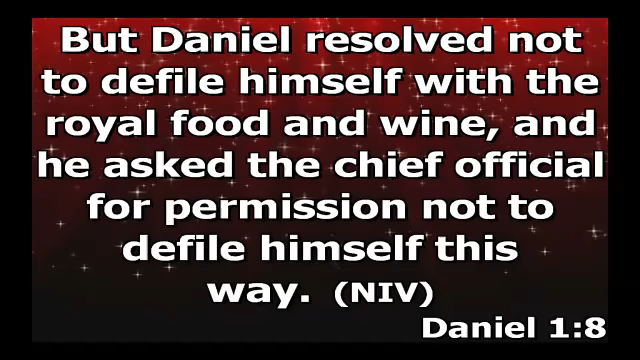 But Daniel resolved not
to defile himself with the
royal food and wine, and
he asked the chief official
for permission not to
defile himself this
way. (NIV)
Daniel 1:8